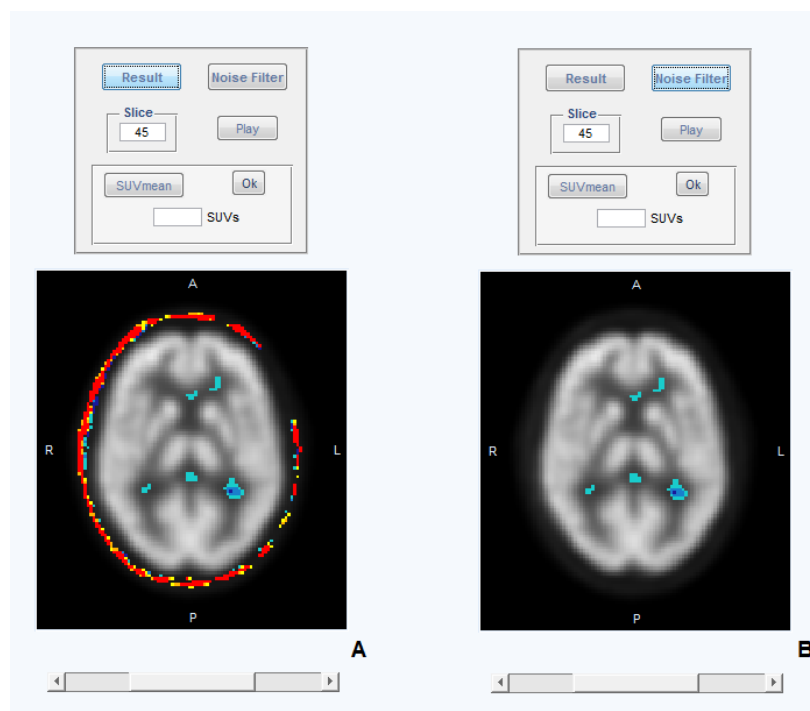 Result Noise Filter
Slice
45 Play
SUVmean Ok
SUVs
A
R L
P
A
Result Noise Filter
Slice
45 Play
SUVmean Ok
SUVs
A
R L
P
B